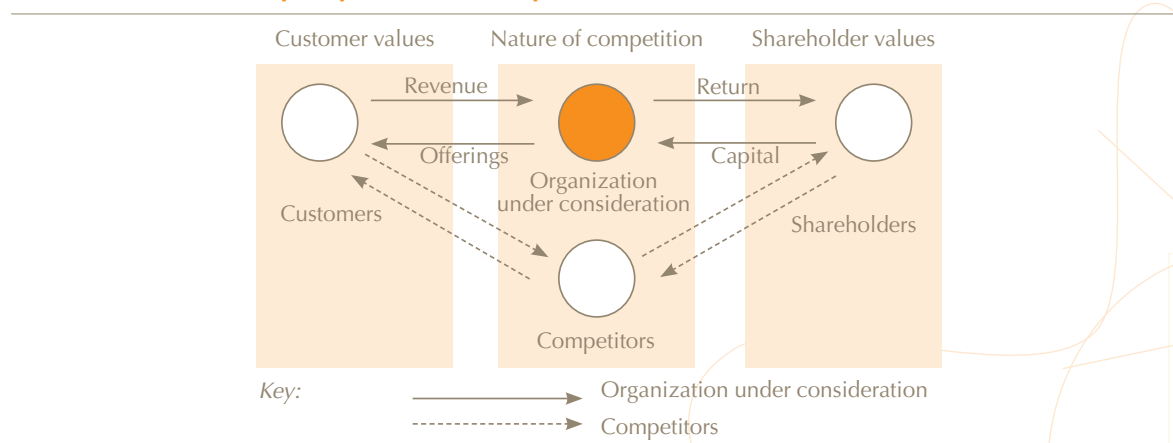 Customer values
Nature of competition
Shareholder values
Revenue
Return
Offerings
Capital
Organization
under consideration
Customers
Shareholders
Competitors
Key:
Organization under consideration
Competitors